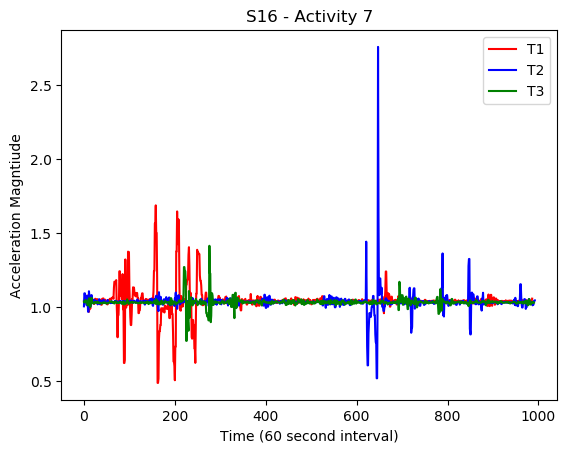 S16 - Activity 7
T1
T2
T3
2.5
2.0
1.5
1.0
0.5
Acceleration Magntiude
0 200 400 600 800 1000
Time (60 second interval)